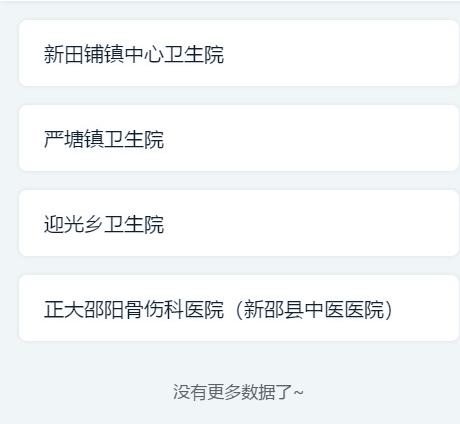 新田铺镇中心卫生院
严塘镇卫生院
迎光乡卫生院
正大邵阳骨伤科医院（新邵县中医医院）
没有更多数据了~